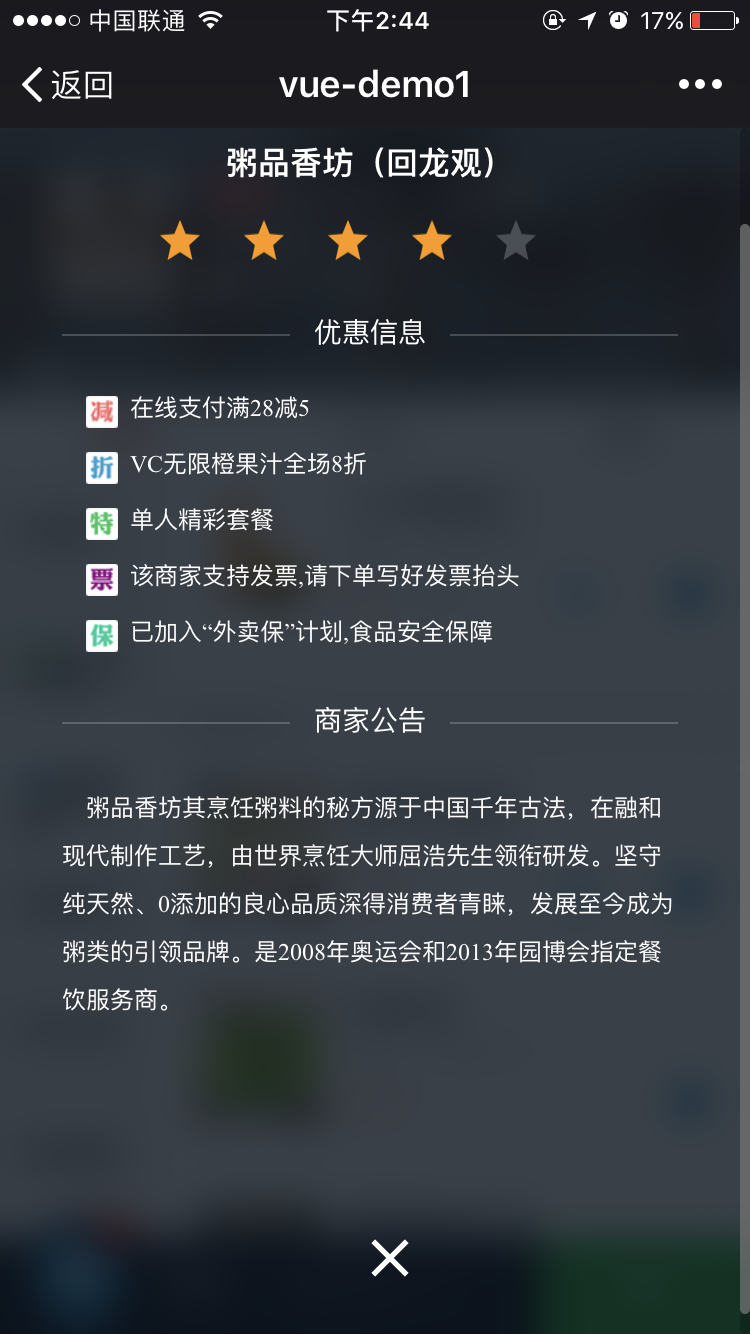 中国联通 下午2:44 17%
返回 vue-demo1
粥品香坊（回龙观）
优惠信息
减 在线支付满28减5
折 VC无限橙果汁全场8折
特 单人精彩套餐
票 该商家支持发票,请下单写好发票抬头
保 已加入“外卖保”计划,食品安全保障
商家公告
粥品香坊其烹饪粥料的秘方源于中国千年古法，在融和
现代制作工艺，由世界烹饪大师屈浩先生领衔研发。坚守
纯天然、0添加的良心品质深得消费者青睐，发展至今成为
粥类的引领品牌。是2008年奥运会和2013年园博会指定餐
饮服务商。